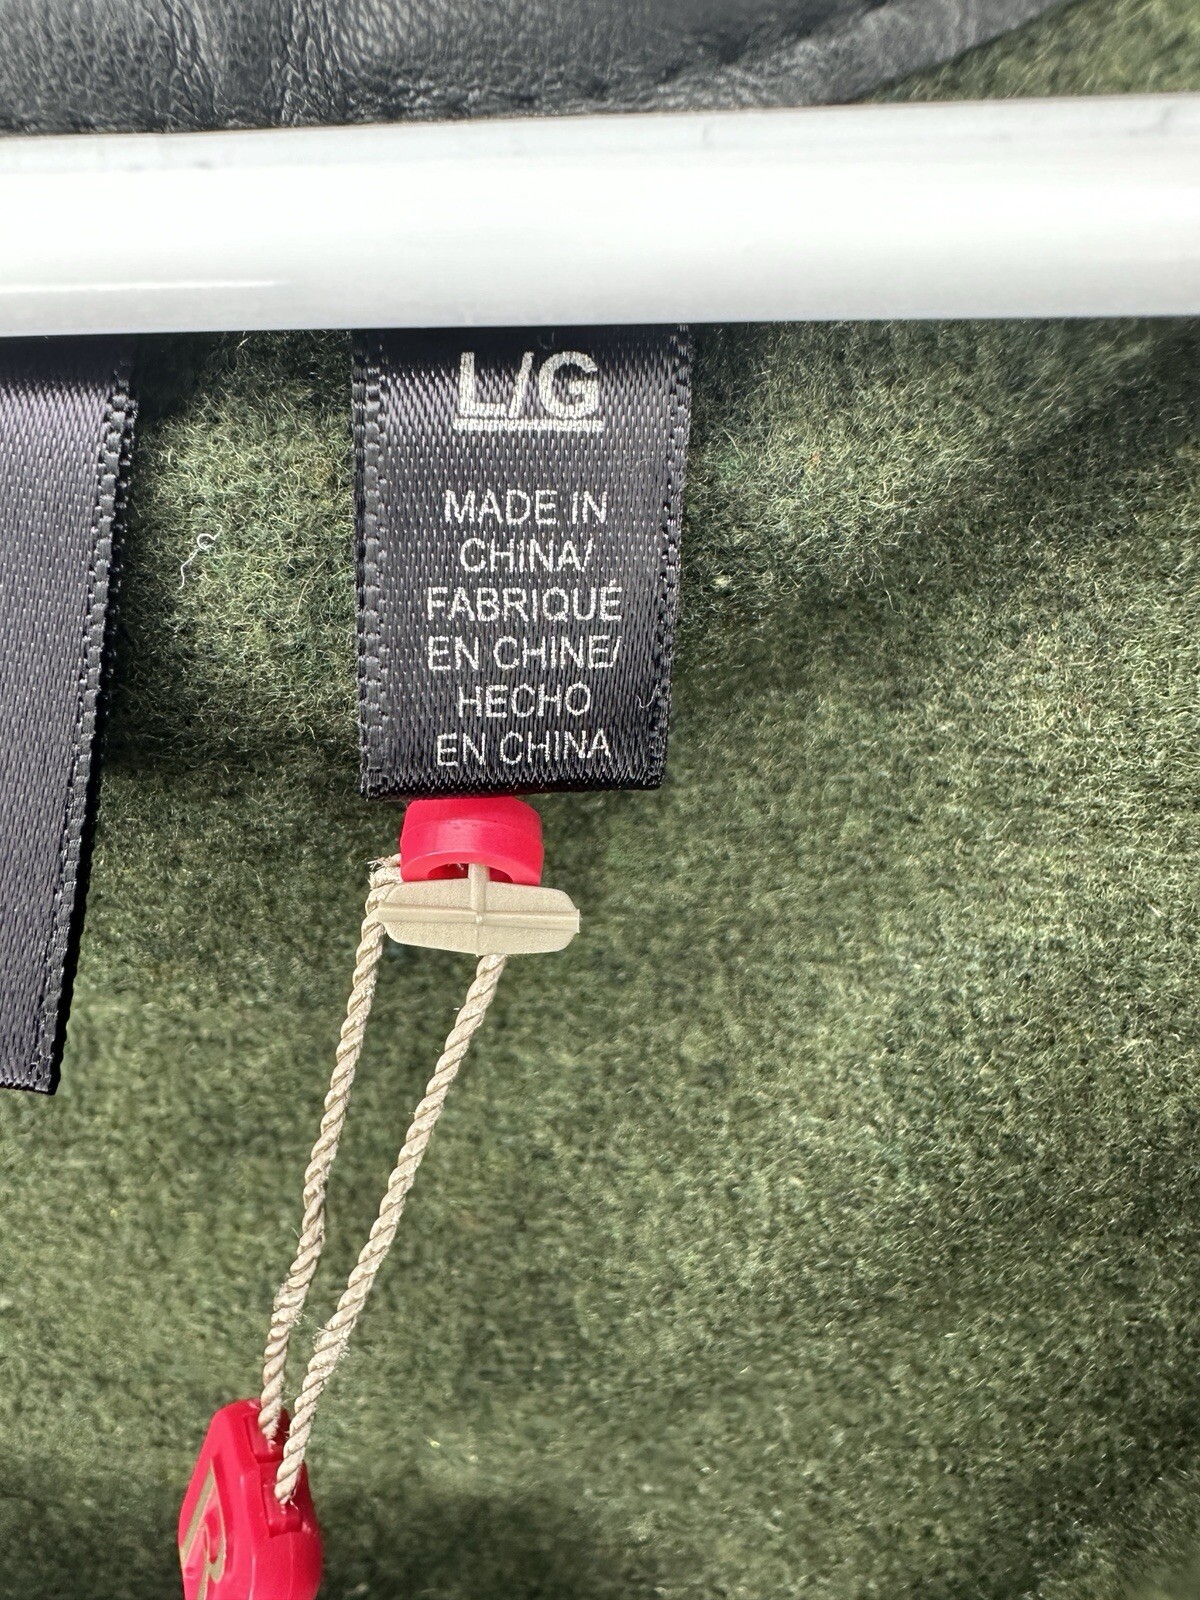 L/G
MADE IN
CHINA/
FABRIQUÉ
EN CHINE/
HECHO
EN CHINA